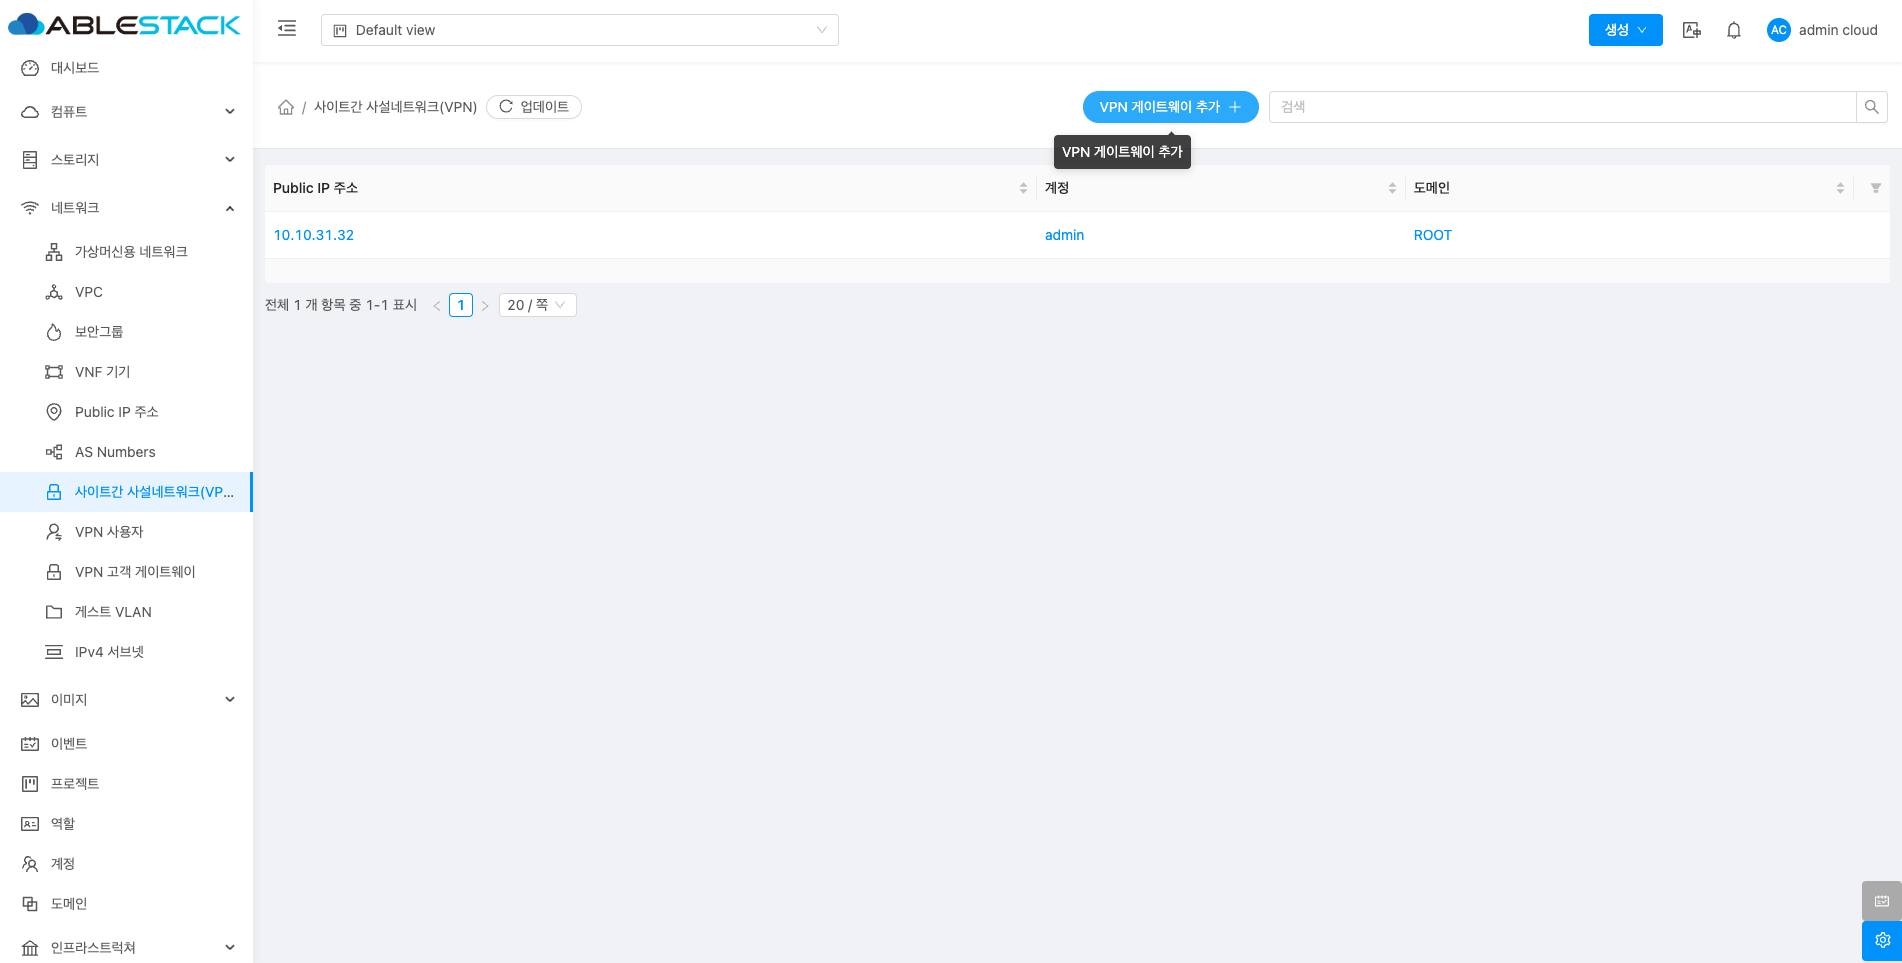 ABLESTACK
Default view
생성
AC
admin cloud
대시보드
컴퓨트
스토리지
네트워크
가상머신용 네트워크
VPC
보안그룹
VNF 기기
Public IP 주소
AS Numbers
사이트간 사설네트워크(VP...
VPN 사용자
VPN 고객 게이트웨이
게스트 VLAN
IPv4 서브넷
이미지
이벤트
프로젝트
역할
계정
도메인
인프라스트럭쳐
/ 사이트간 사설네트워크(VPN)
업데이트
VPN 게이트웨이 추가
검색
VPN 게이트웨이 추가
Public IP 주소 계정 도메인
10.10.31.32 admin ROOT
전체 1 개 항목 중 1-1 표시 < 1 > 20 / 쪽